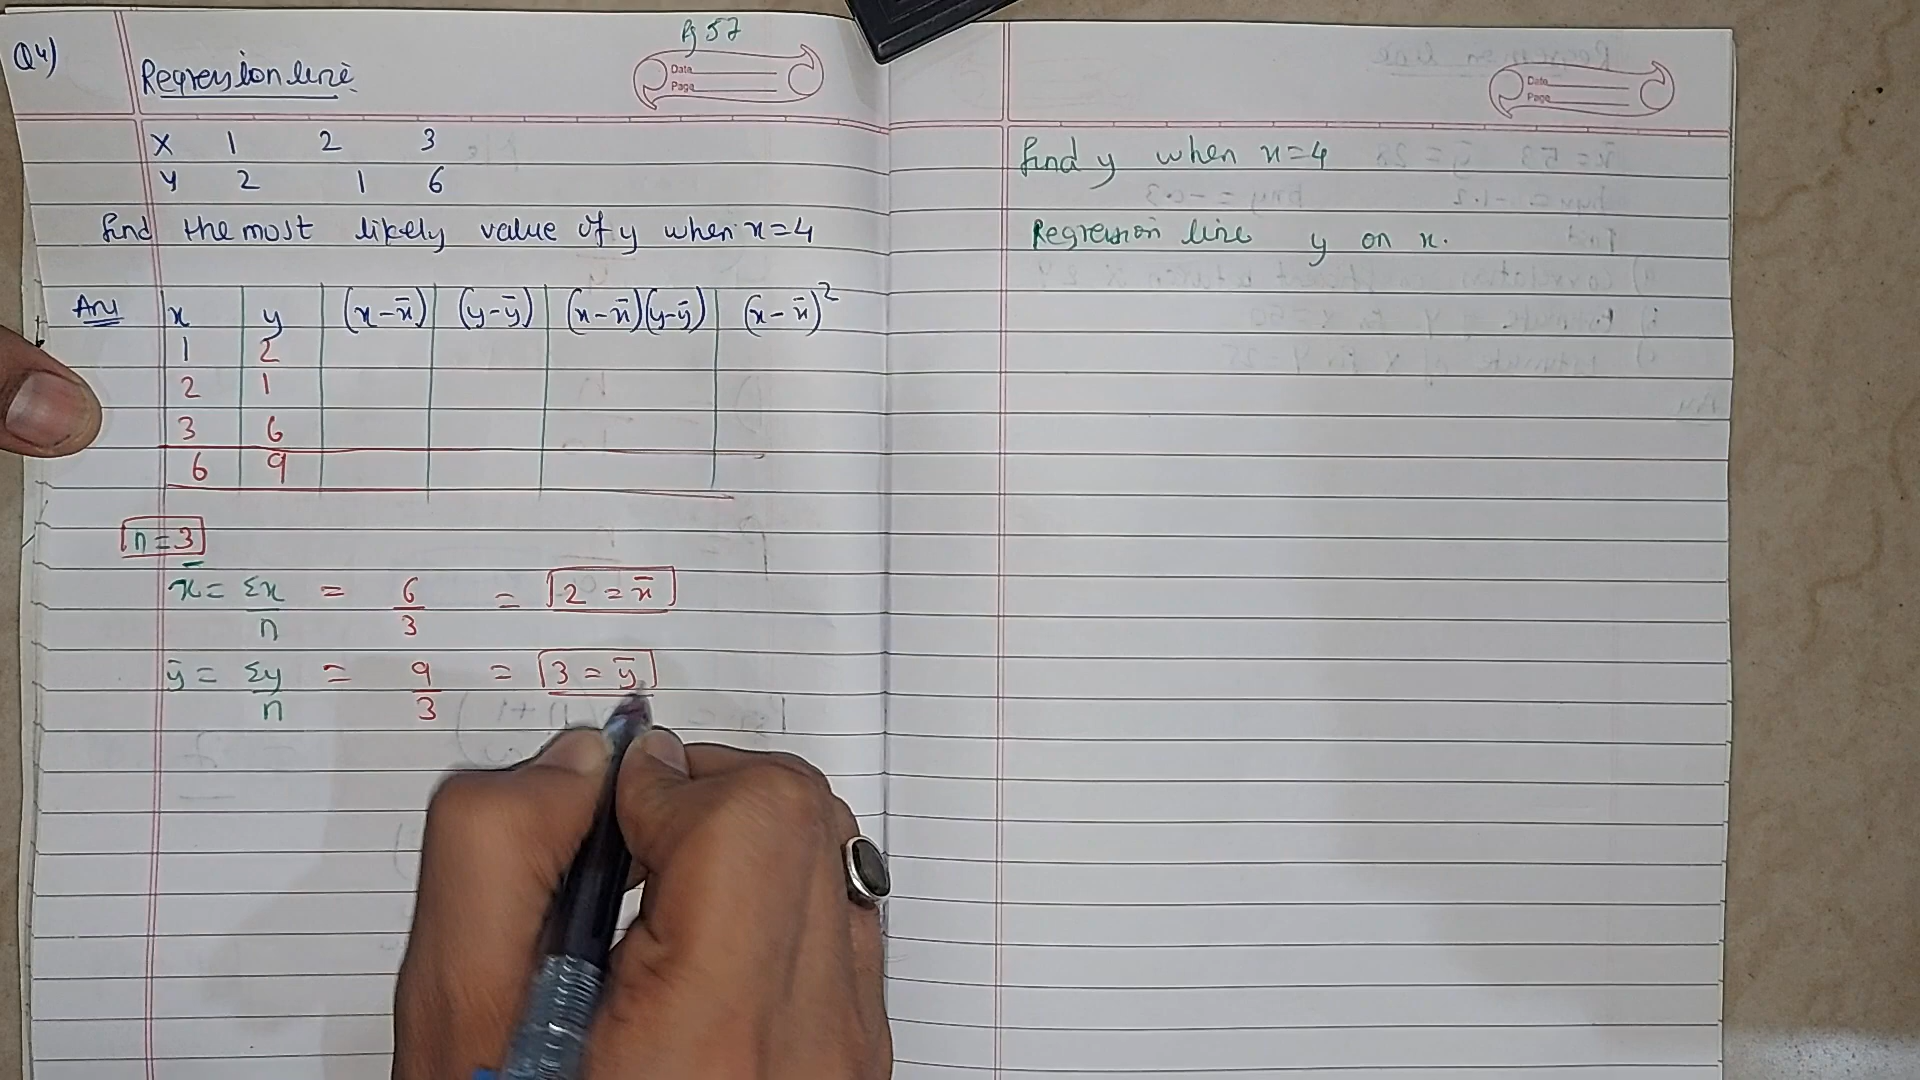 Pg 57
Q4)
Regression line
Date
Page
X 1 2 3
Y 2 1 6
find the most likely value of y when x=4
Ans
x y (x-x̄) (y-ȳ) (x-x̄)(y-ȳ) (x-x̄)²
1 2
2 1
3 6
6 9
n=3
x̄ = Σx/n = 6/3 = 2 = x̄
ȳ = Σy/n = 9/3 = 3 = ȳ
Date
Page
find y when x=4
Regression line y on x.